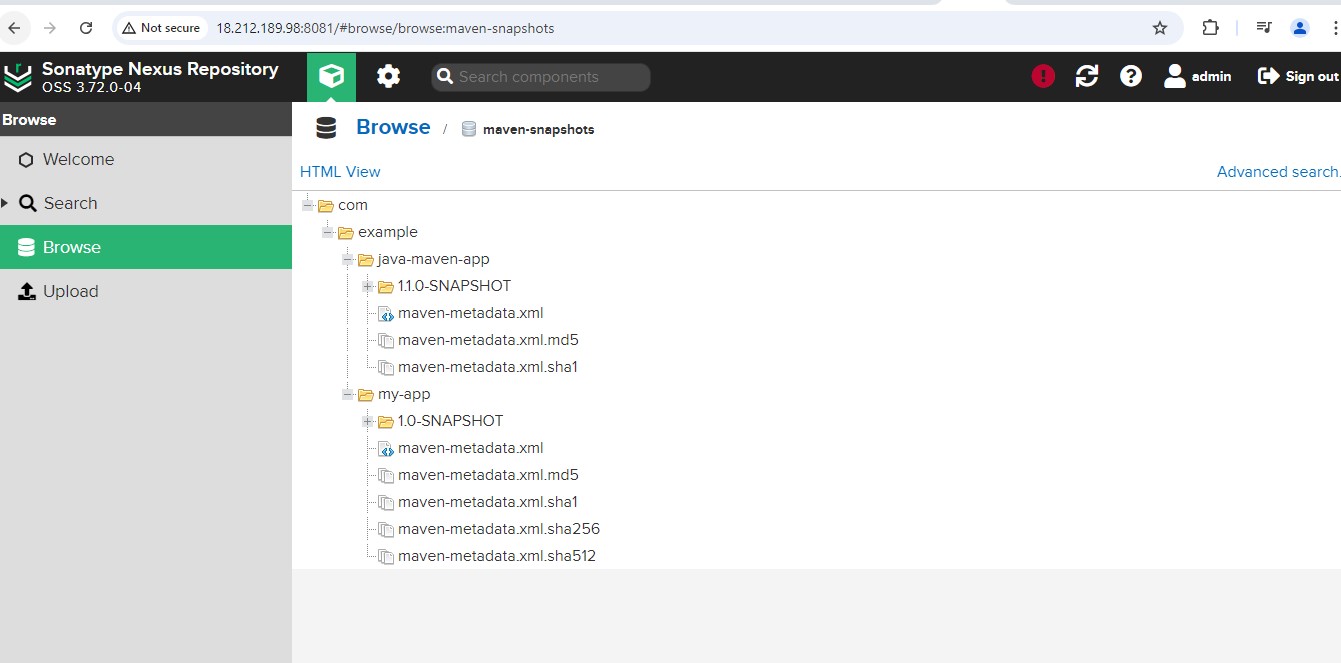 Not secure 18.212.189.98:8081/#browse/browse:maven-snapshots
Sonatype Nexus Repository
OSS 3.72.0-04
Search components
admin
Sign out
Browse
Welcome
Search
Browse
Upload
Browse / maven-snapshots
HTML View
Advanced search.
com
example
java-maven-app
1.1.0-SNAPSHOT
maven-metadata.xml
maven-metadata.xml.md5
maven-metadata.xml.sha1
my-app
1.0-SNAPSHOT
maven-metadata.xml
maven-metadata.xml.md5
maven-metadata.xml.sha1
maven-metadata.xml.sha256
maven-metadata.xml.sha512